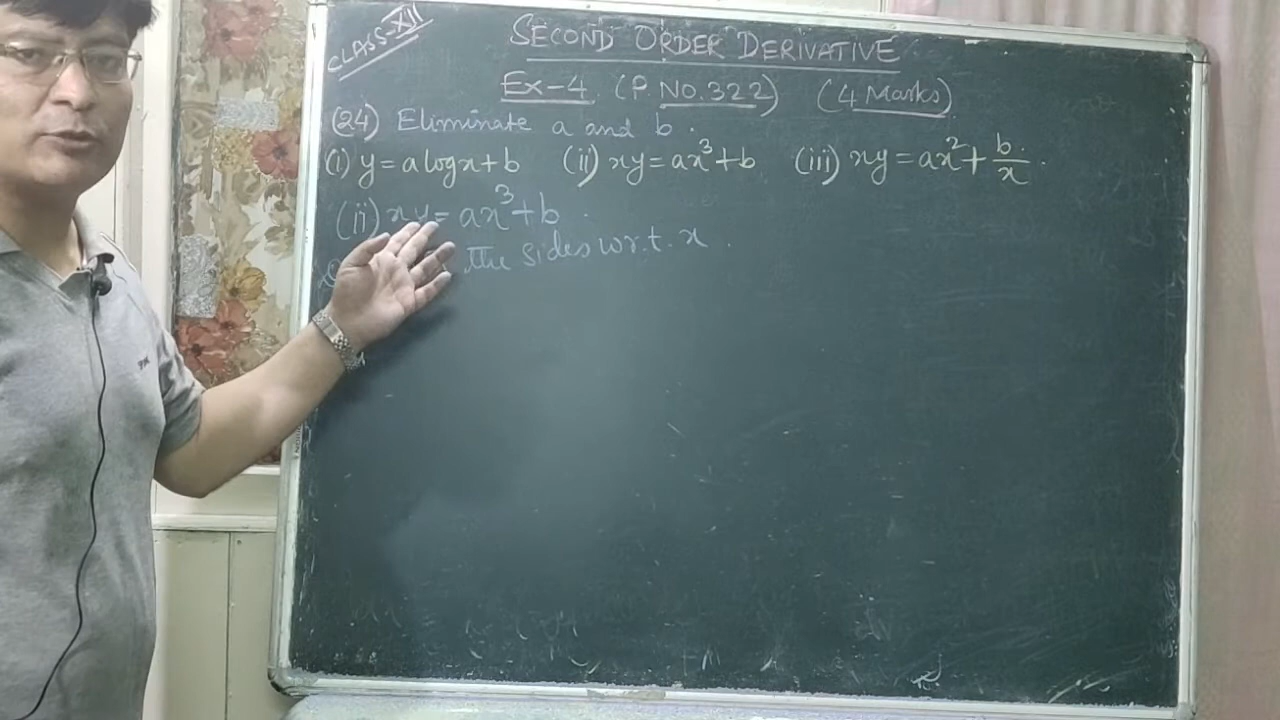 CLASS-XII
SECOND ORDER DERIVATIVE
Ex-4 (P. NO. 322) (4 Marks)
(24) Eliminate a and b.
(i) y = a log x + b (ii) xy = ax³ + b (iii) xy = ax² + b/x.
(ii) xy = ax³ + b.
the sides w.r.t. x.